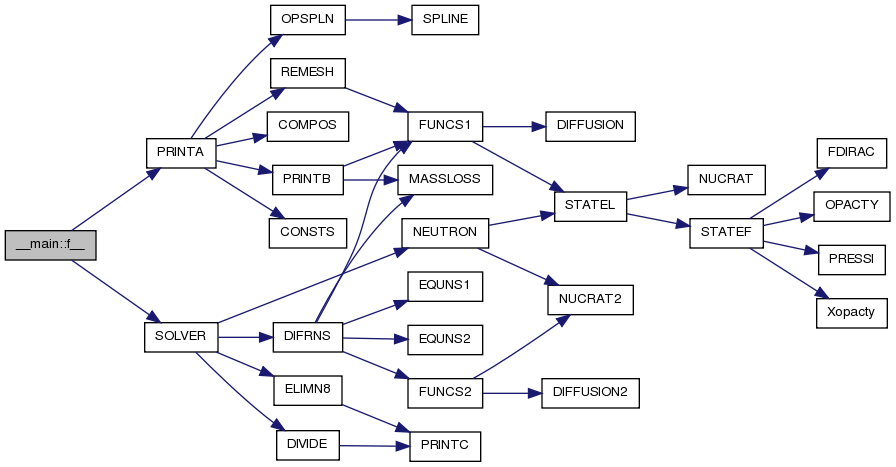 OPSPLN
SPLINE
REMESH
COMPOS
FUNCS1
DIFFUSION
PRINTA
FDIRAC
PRINTB
MASSLOSS
NUCRAT
OPACTY
STATEL
CONSTS
NEUTRON
STATEF
__main::f__
PRESSI
EQUNS1
NUCRAT2
Xopacty
SOLVER
DIFRNS
EQUNS2
ELIMN8
FUNCS2
DIFFUSION2
DIVIDE
PRINTC